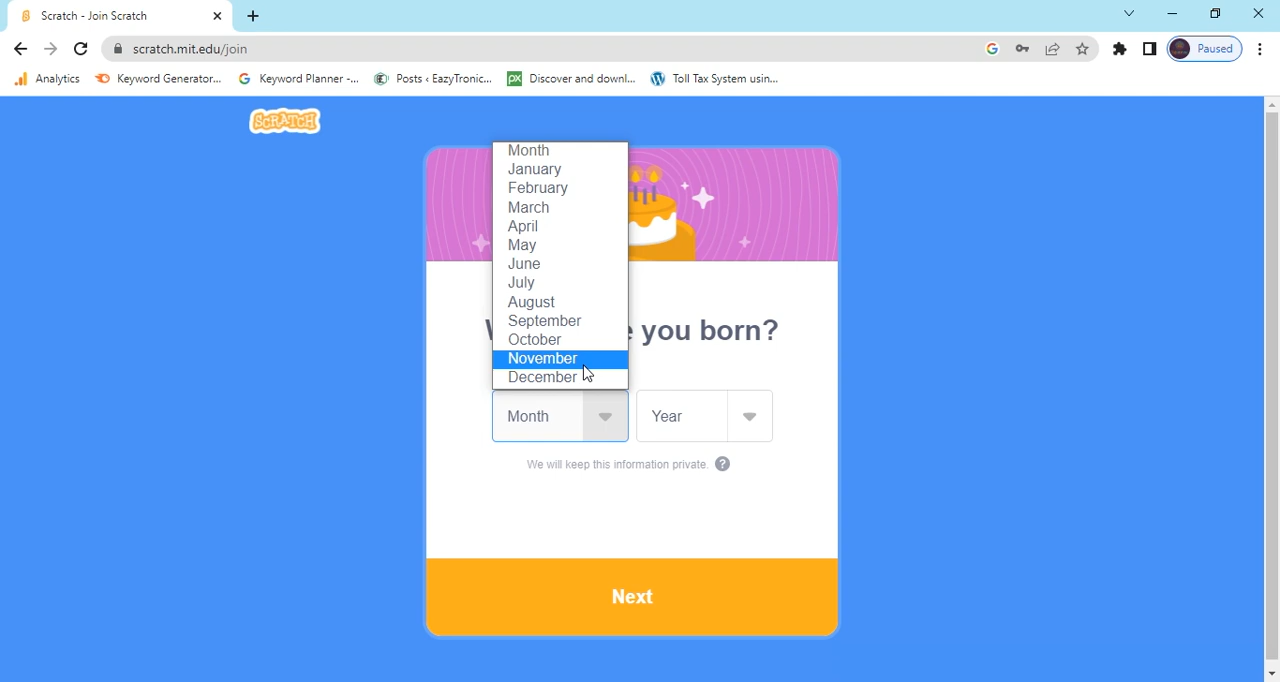 Scratch - Join Scratch
scratch.mit.edu/join
Paused
Analytics
Keyword Generator...
Keyword Planner -...
Posts ‹ EazyTronic...
Discover and downl...
Toll Tax System usin...
SCRATCH
Month
January
February
March
April
May
June
July
August
September
October
November
December
you born?
Month
Year
We will keep this information private. ?
Next